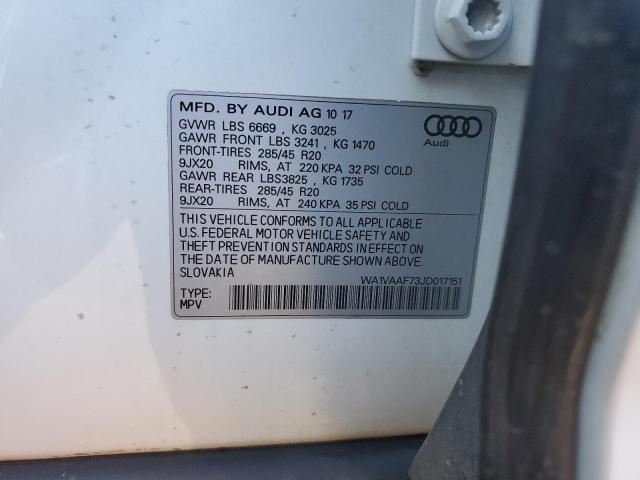 MFD. BY AUDI AG 10 17
GVWR LBS 6669 , KG 3025
GAWR FRONT LBS 3241 , KG 1470
FRONT-TIRES 285/45 R20
9JX20 RIMS, AT 220 KPA 32 PSI COLD
GAWR REAR LBS3825 , KG 1735
REAR-TIRES 285/45 R20
9JX20 RIMS, AT 240 KPA 35 PSI COLD
THIS VEHICLE CONFORMS TO ALL APPLICABLE
U.S. FEDERAL MOTOR VEHICLE SAFETY AND
THEFT PREVENTION STANDARDS IN EFFECT ON
THE DATE OF MANUFACTURE SHOWN ABOVE.
SLOVAKIA
WA1VAAF73JD017151
TYPE:
MPV